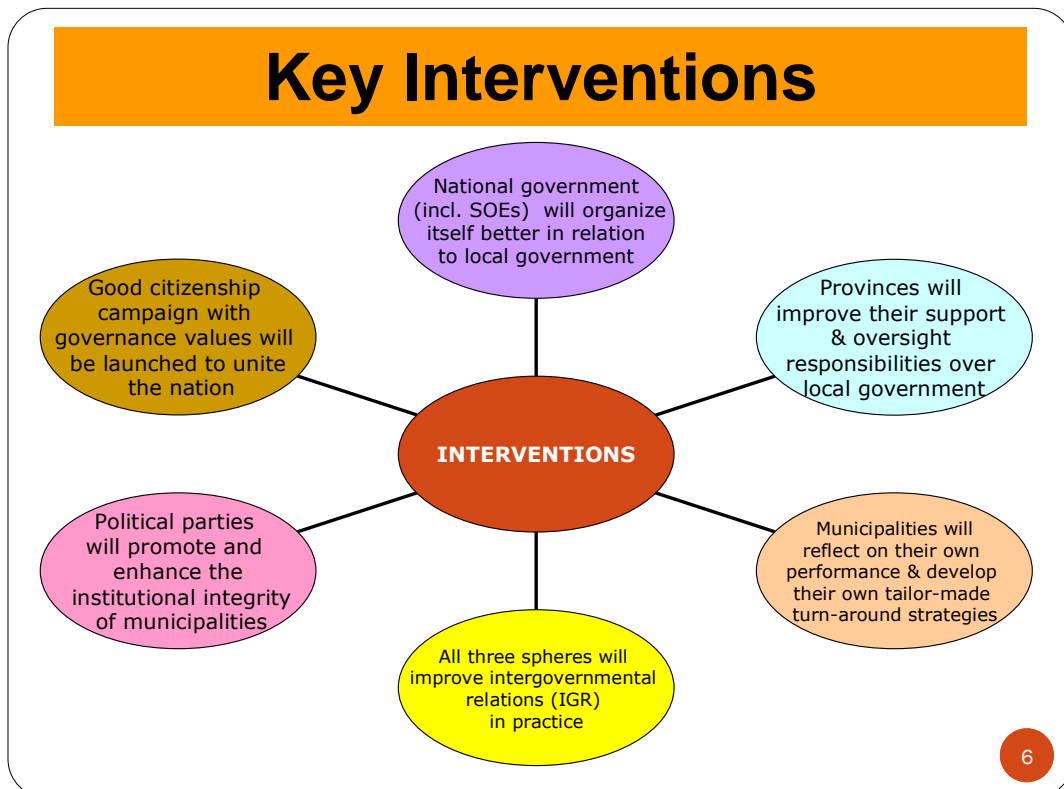 Key Interventions
National government
(incl. SOEs) will organize
itself better in relation
to local government
Provinces will
improve their support
& oversight
responsibilities over
local government
Municipalities will
reflect on their own
performance & develop
their own tailor-made
turn-around strategies
All three spheres will
improve intergovernmental
relations (IGR)
in practice
Political parties
will promote and
enhance the
institutional integrity
of municipalities
Good citizenship
campaign with
governance values will
be launched to unite
the nation
INTERVENTIONS
6